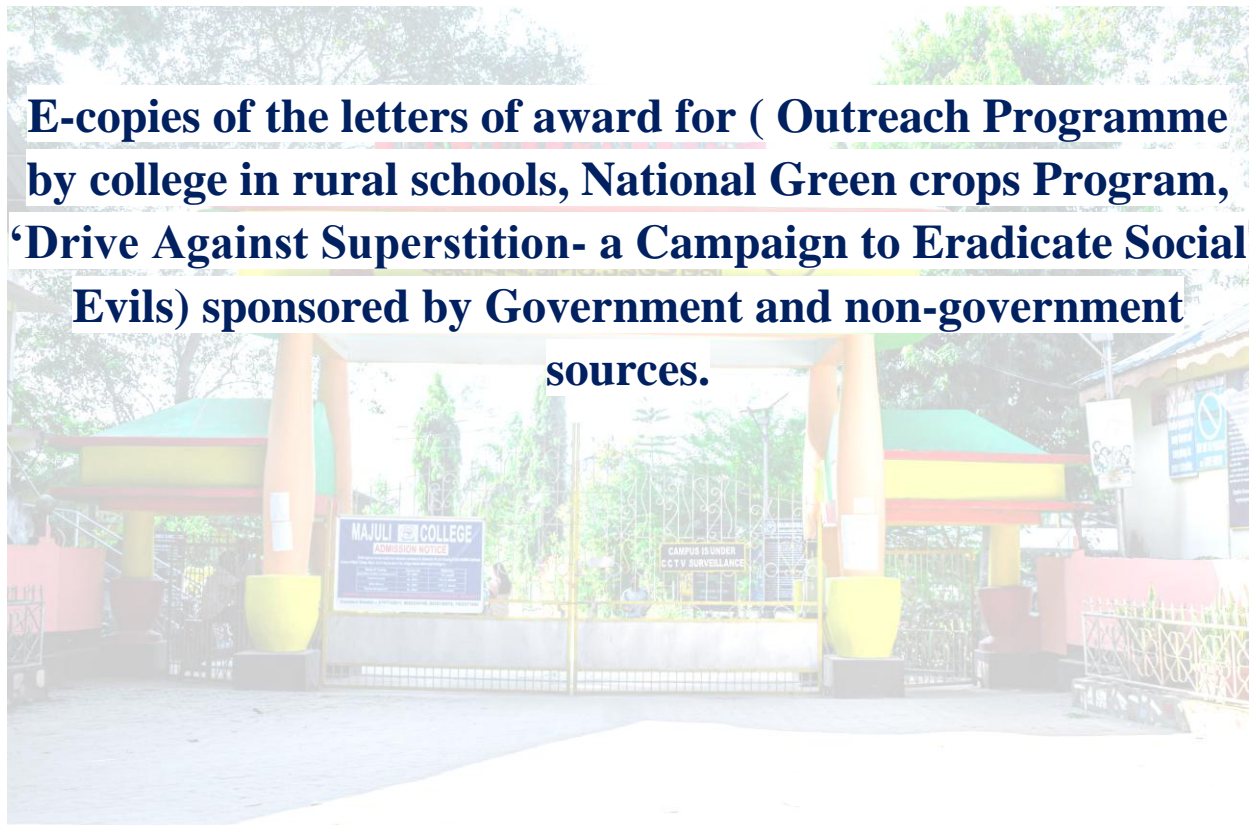 E-copies of the letters of award for ( Outreach Programme
by college in rural schools, National Green crops Program,
‘Drive Against Superstition- a Campaign to Eradicate Social
Evils) sponsored by Government and non-government
sources.
MAJULI COLLEGE
ADMISSION NOTICE
CAMPUS IS UNDER
CCTV SURVEILLANCE